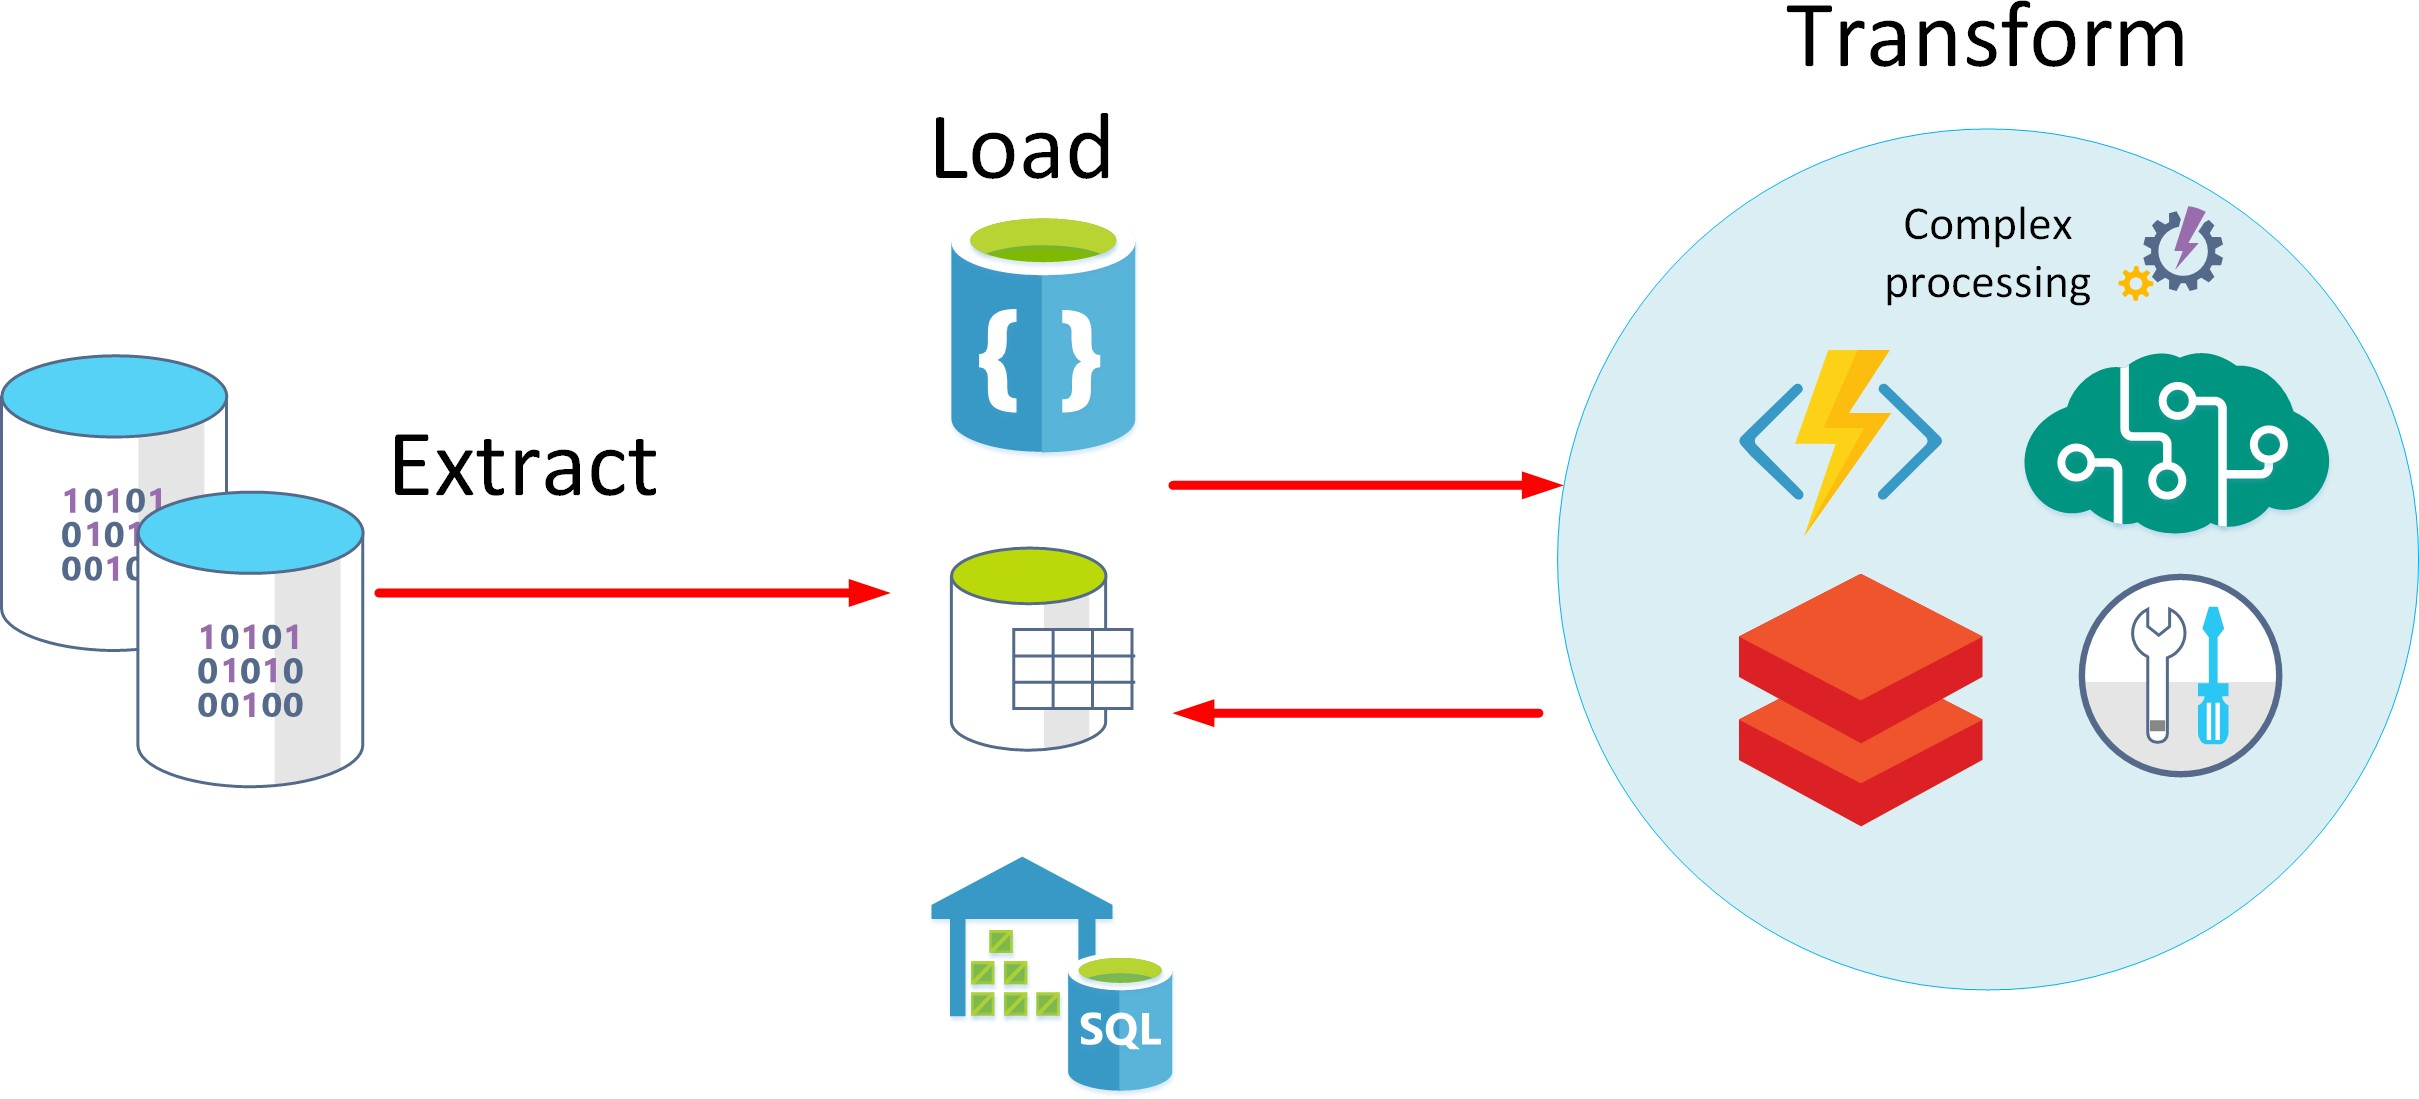 Transform
Load
Complex
processing
{ }
Extract
10101
0101
0010
10101
01010
00100
SQL